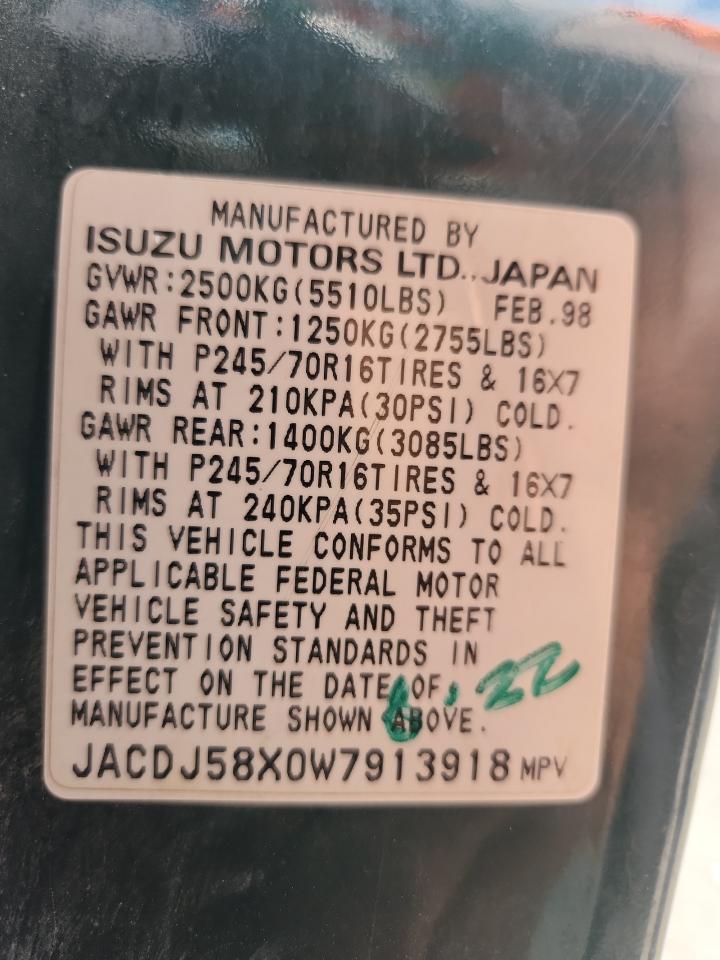 MANUFACTURED BY
ISUZU MOTORS LTD., JAPAN
GVWR:2500KG(5510LBS) FEB.98
GAWR FRONT:1250KG(2755LBS)
WITH P245/70R16TIRES & 16X7
RIMS AT 210KPA(30PSI) COLD.
GAWR REAR:1400KG(3085LBS)
WITH P245/70R16TIRES & 16X7
RIMS AT 240KPA(35PSI) COLD.
THIS VEHICLE CONFORMS TO ALL
APPLICABLE FEDERAL MOTOR
VEHICLE SAFETY AND THEFT
PREVENTION STANDARDS IN
EFFECT ON THE DATE OF
MANUFACTURE SHOWN ABOVE.
6, 22
JACDJ58X0W7913918 MPV